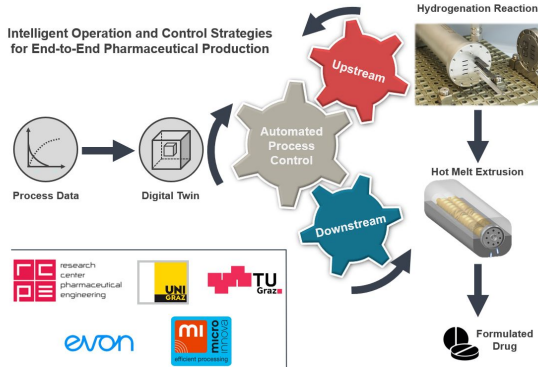 Intelligent Operation and Control Strategies
for End-to-End Pharmaceutical Production
Hydrogenation Reaction
Upstream
Automated
Process
Control
Process Data
Digital Twin
Downstream
Hot Melt Extrusion
Formulated
Drug
rcpe
research
center
pharmaceutical
engineering
UNI
GRAZ
TU
Graz
evon
mi
micro
innova
efficient processing